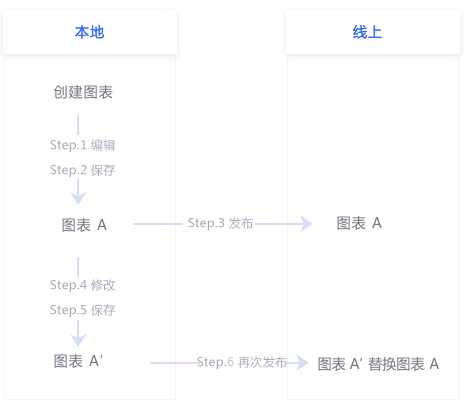 本地
线上
创建图表
Step.1 编辑
Step.2 保存
图表 A
Step.3 发布
图表 A
Step.4 修改
Step.5 保存
图表 A′
Step.6 再次发布
图表 A′ 替换图表 A